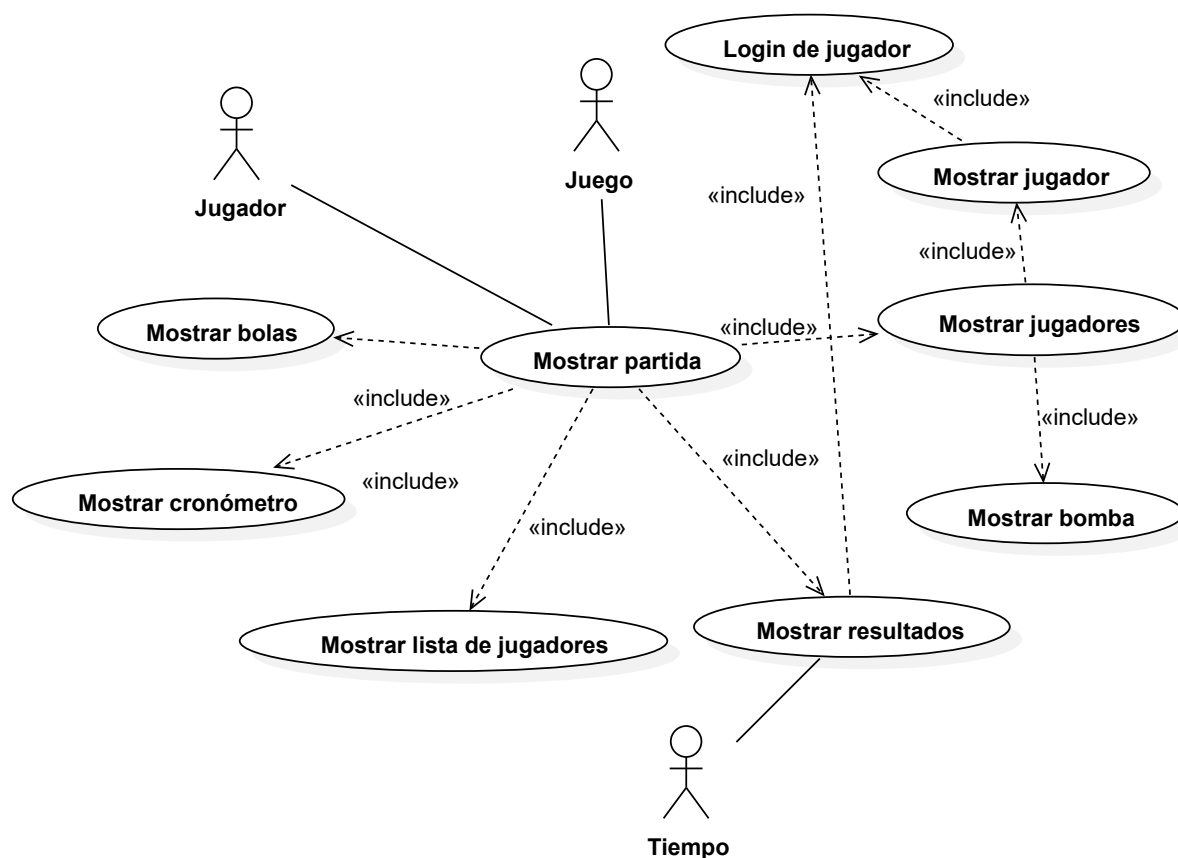 Login de jugador
«include»
Mostrar jugador
Juego
Jugador
«include»
«include»
Mostrar bolas
«include»
Mostrar jugadores
Mostrar partida
«include»
«include»
«include»
«include»
Mostrar cronómetro
«include»
Mostrar bomba
«include»
Mostrar lista de jugadores
Mostrar resultados
Tiempo